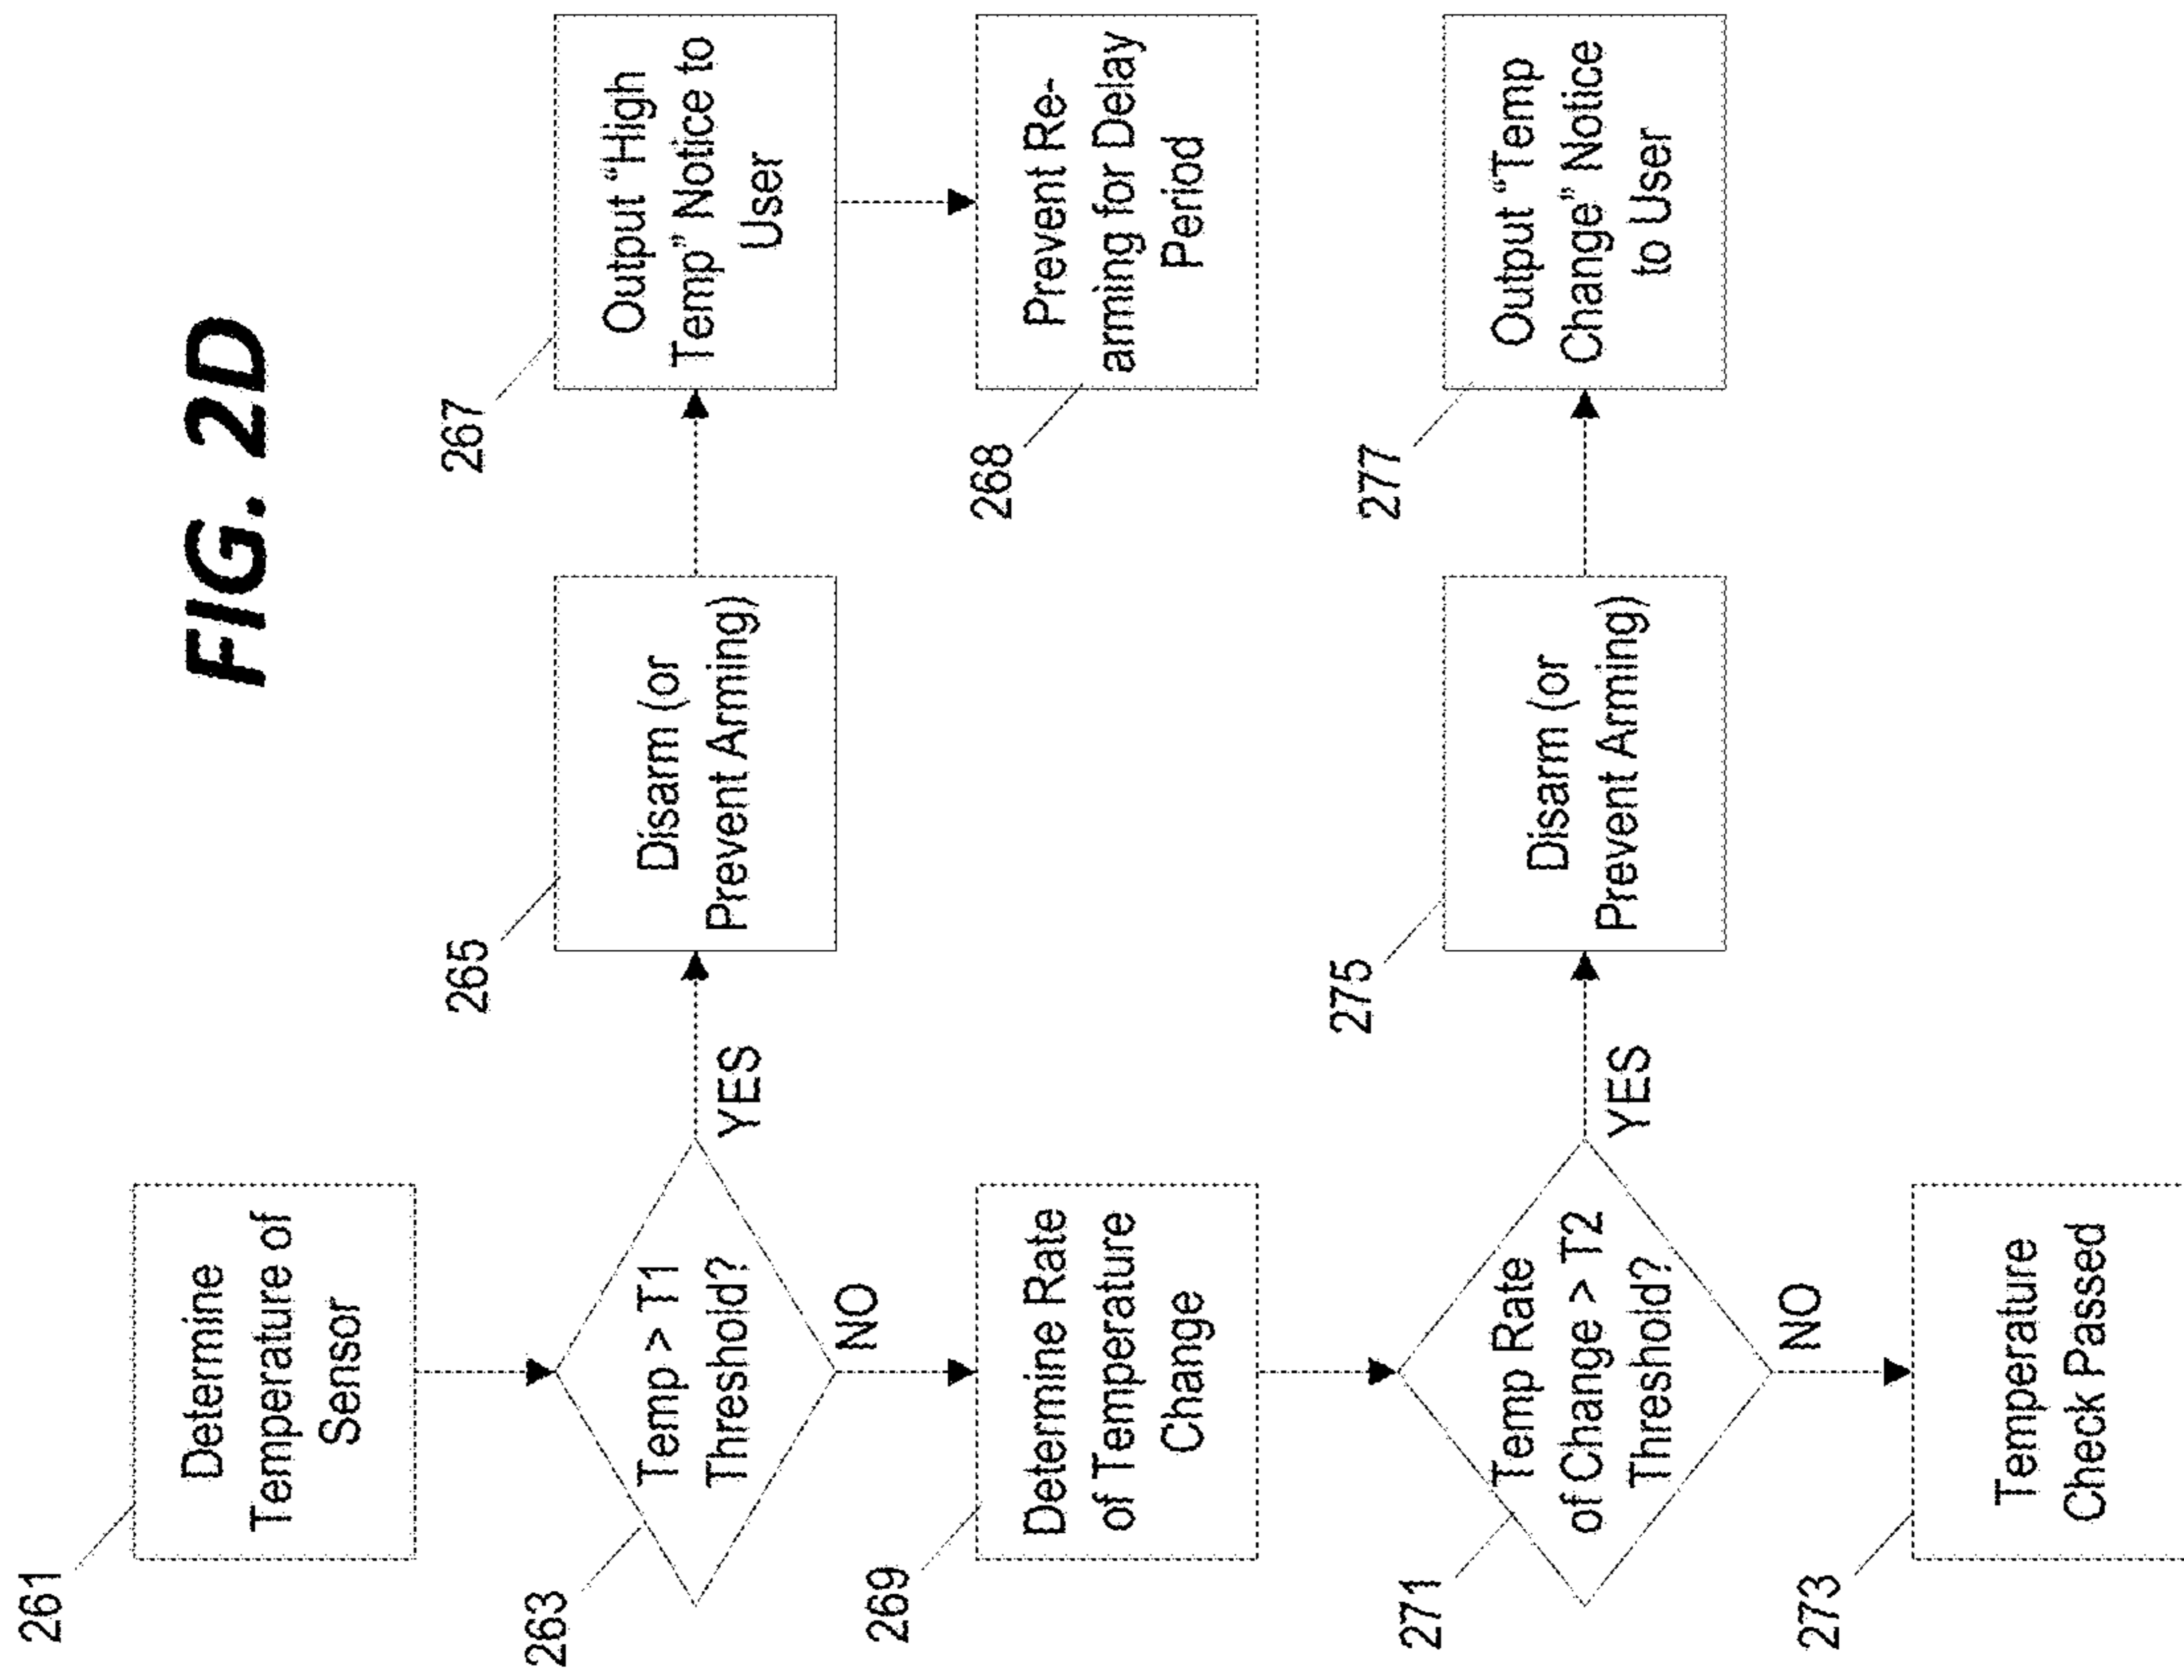 FIG. 2D
261
Determine
Temperature of
Sensor
263
Temp > T1
Threshold?
YES
NO
265
Disarm (or
Prevent Arming)
267
Output “High
Temp” Notice to
User
268
Prevent Re-
arming for Delay
Period
269
Determine Rate
of Temperature
Change
271
Temp Rate
of Change > T2
Threshold?
YES
NO
275
Disarm (or
Prevent Arming)
277
Output “Temp
Change” Notice
to User
273
Temperature
Check Passed